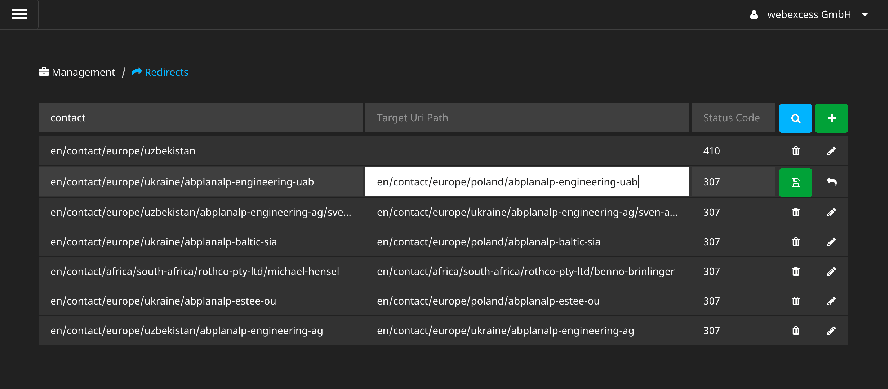 webexcess GmbH
Management / Redirects
contact Target Uri Path Status Code
en/contact/europe/uzbekistan 410
en/contact/europe/ukraine/abplanalp-engineering-uab en/contact/europe/poland/abplanalp-engineering-uab 307
en/contact/europe/uzbekistan/abplanalp-engineering-ag/sve... en/contact/europe/ukraine/abplanalp-engineering-ag/sven-a... 307
en/contact/europe/ukraine/abplanalp-baltic-sia en/contact/europe/poland/abplanalp-baltic-sia 307
en/contact/africa/south-africa/rothco-pty-ltd/michael-hensel en/contact/africa/south-africa/rothco-pty-ltd/benno-brinlinger 307
en/contact/europe/ukraine/abplanalp-estee-ou en/contact/europe/poland/abplanalp-estee-ou 307
en/contact/europe/uzbekistan/abplanalp-engineering-ag en/contact/europe/ukraine/abplanalp-engineering-ag 307